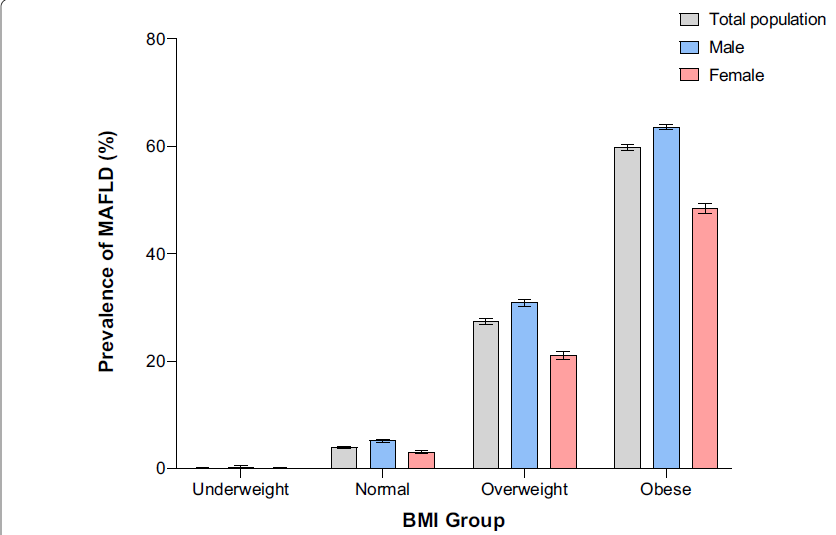 Total population
Male
Female
80
60
40
20
0
Prevalence of MAFLD (%)
Underweight Normal Overweight Obese
BMI Group